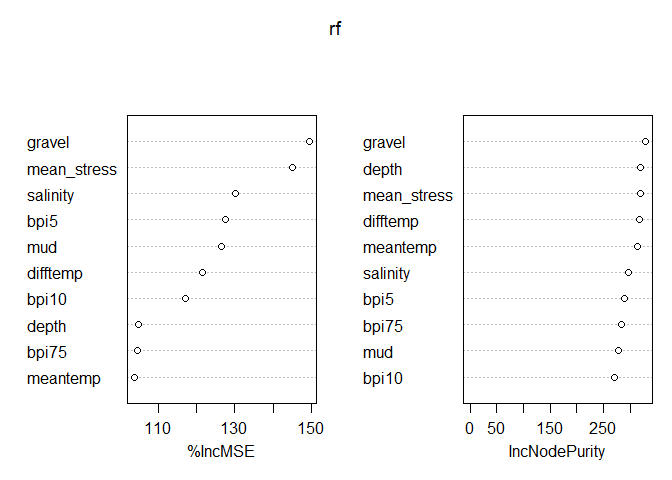 rf
gravel
mean_stress
salinity
bpi5
mud
difftemp
bpi10
depth
bpi75
meantemp
110 130 150
%IncMSE
gravel
depth
mean_stress
difftemp
meantemp
salinity
bpi5
bpi75
mud
bpi10
0 50 150 250
IncNodePurity